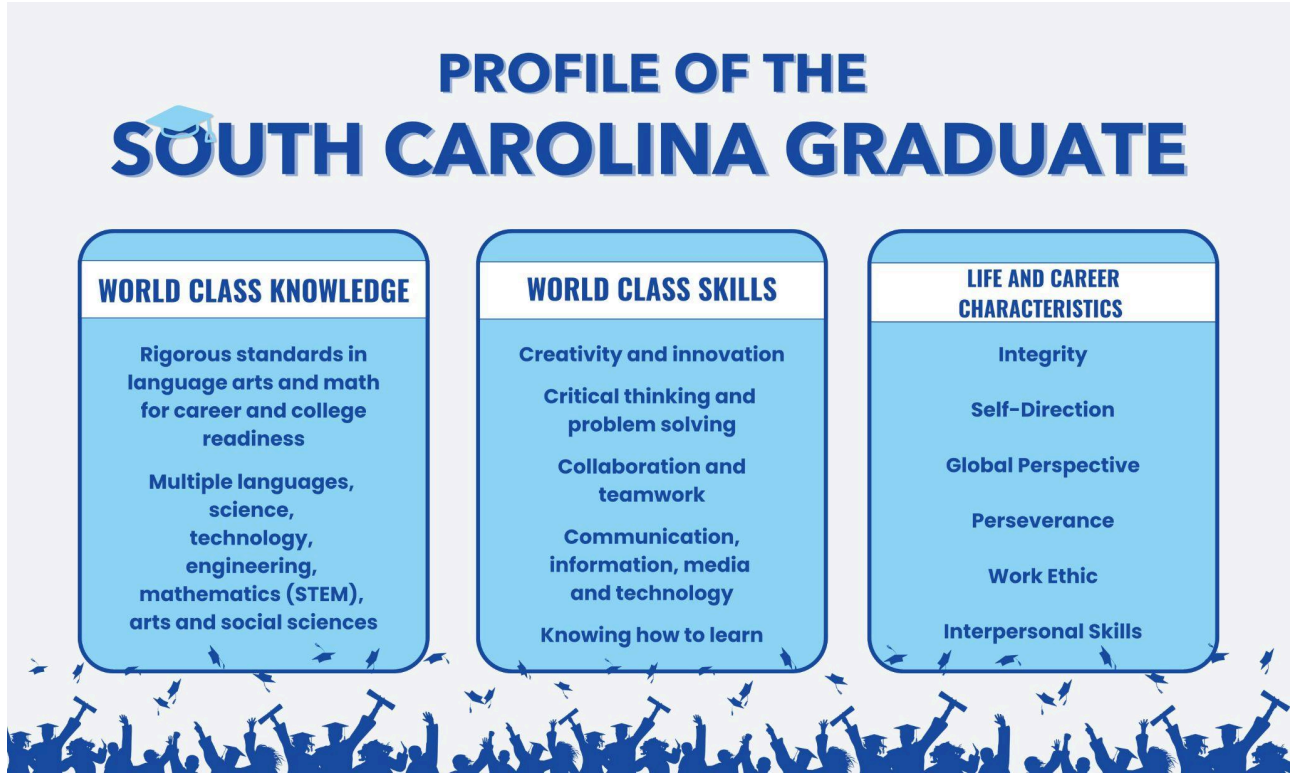 PROFILE OF THE
SOUTH CAROLINA GRADUATE
WORLD CLASS KNOWLEDGE
Rigorous standards in
language arts and math
for career and college
readiness
Multiple languages,
science,
technology,
engineering,
mathematics (STEM),
arts and social sciences
WORLD CLASS SKILLS
Creativity and innovation
Critical thinking and
problem solving
Collaboration and
teamwork
Communication,
information, media
and technology
Knowing how to learn
LIFE AND CAREER
CHARACTERISTICS
Integrity
Self-Direction
Global Perspective
Perseverance
Work Ethic
Interpersonal Skills